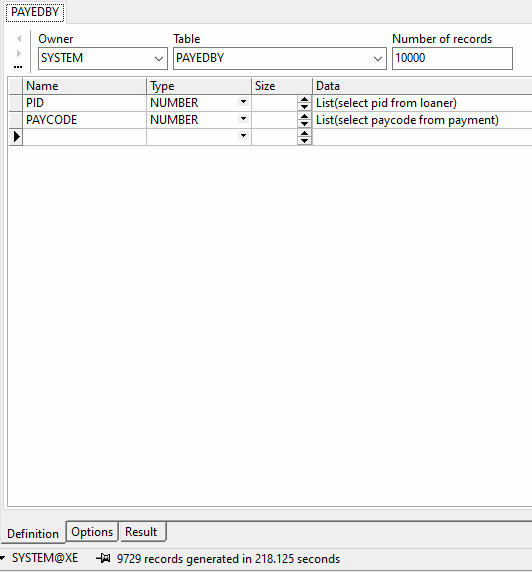 PAYEDBY
Owner Table Number of records
SYSTEM PAYEDBY 10000
...
Name Type Size Data
PID NUMBER List(select pid from loaner)
PAYCODE NUMBER List(select paycode from payment)
Definition Options Result
SYSTEM@XE 9729 records generated in 218.125 seconds